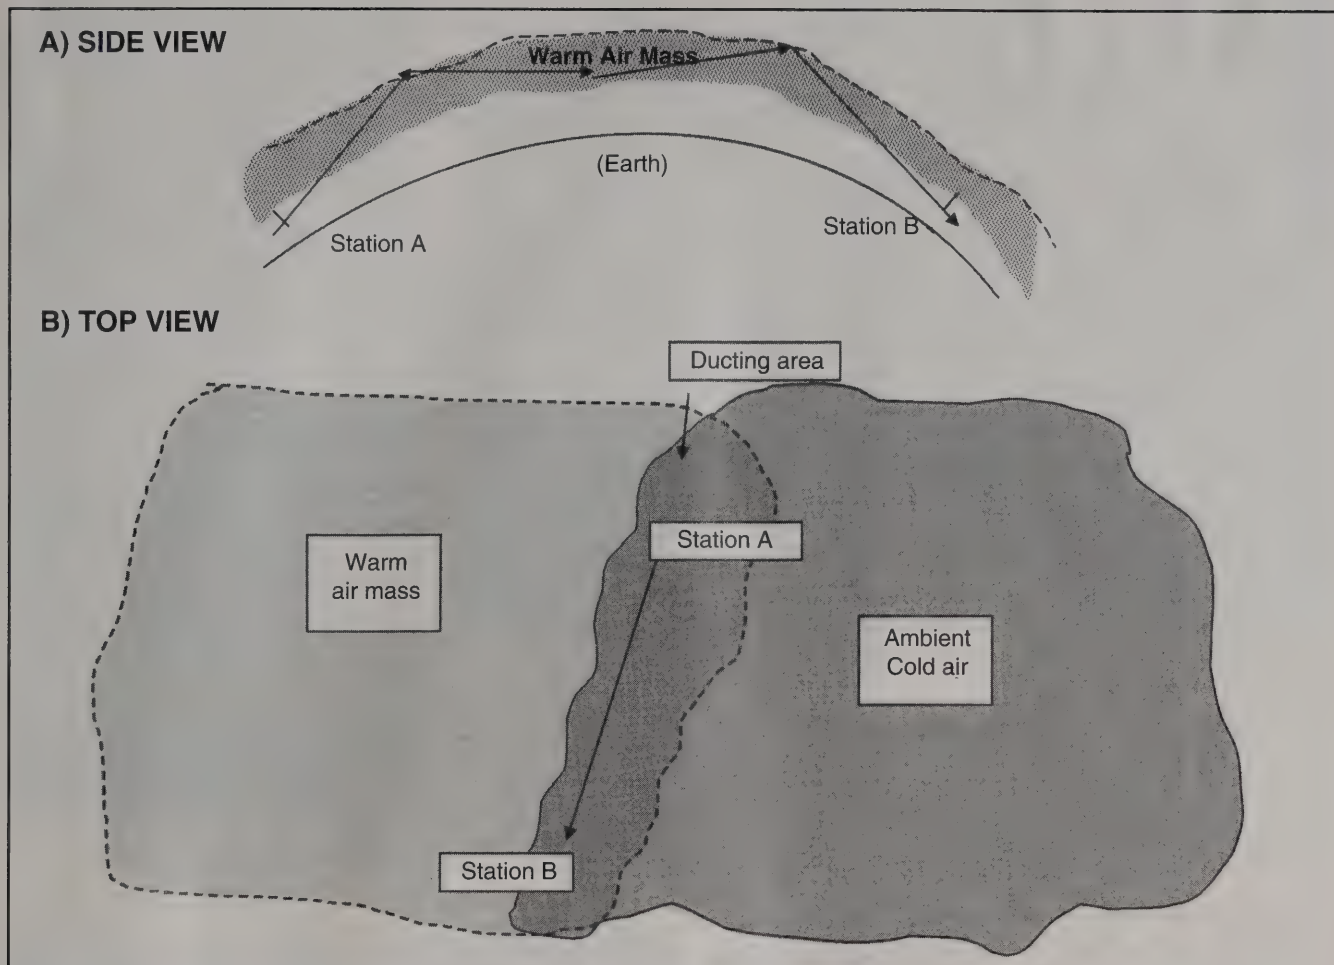 A) SIDE VIEW
Warm Air Mass
(Earth)
Station A
Station B
B) TOP VIEW
Ducting area
Station A
Warm
air mass
Ambient
Cold air
Station B